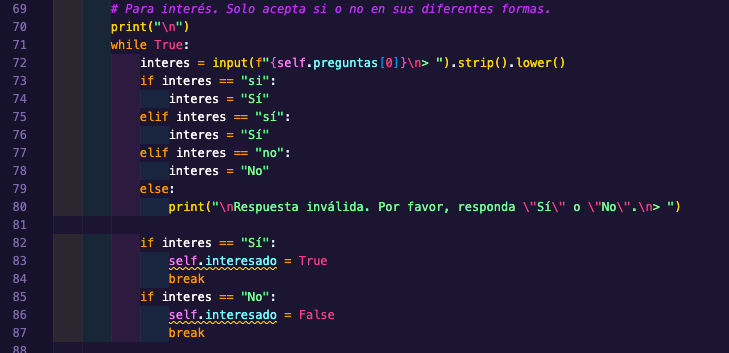 69 # Para interés. Solo acepta si o no en sus diferentes formas.
70 print("\n")
71 while True:
72 interes = input(f"{self.preguntas[0]}\n> ").strip().lower()
73 if interes == "si":
74 interes = "Sí"
75 elif interes == "sí":
76 interes = "Sí"
77 elif interes == "no":
78 interes = "No"
79 else:
80 print("\nRespuesta inválida. Por favor, responda \"Sí\" o \"No\".\n> ")
81
82 if interes == "Sí":
83 self.interesado = True
84 break
85 if interes == "No":
86 self.interesado = False
87 break
88